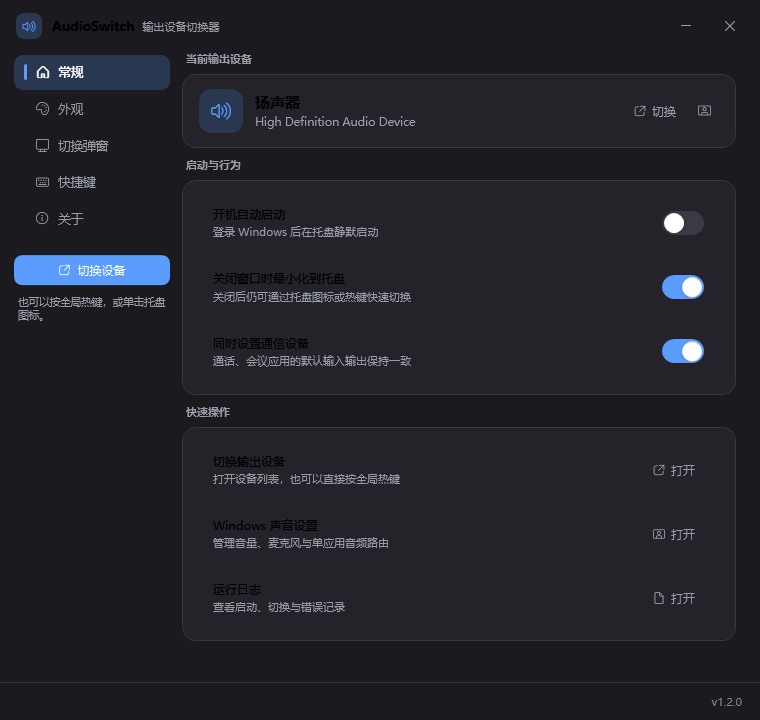 AudioSwitch 输出设备切换器
常规
外观
切换弹窗
快捷键
关于
切换设备
也可以按全局热键，或单击托盘
图标。
当前输出设备
扬声器
High Definition Audio Device
切换
启动与行为
开机自动启动
登录 Windows 后在托盘静默启动
关闭窗口时最小化到托盘
关闭后仍可通过托盘图标或热键快速切换
同时设置通信设备
通话、会议应用的默认输入输出保持一致
快速操作
切换输出设备
打开设备列表，也可以直接按全局热键
打开
Windows 声音设置
管理音量、麦克风与单应用音频路由
打开
运行日志
查看启动、切换与错误记录
打开
v1.2.0